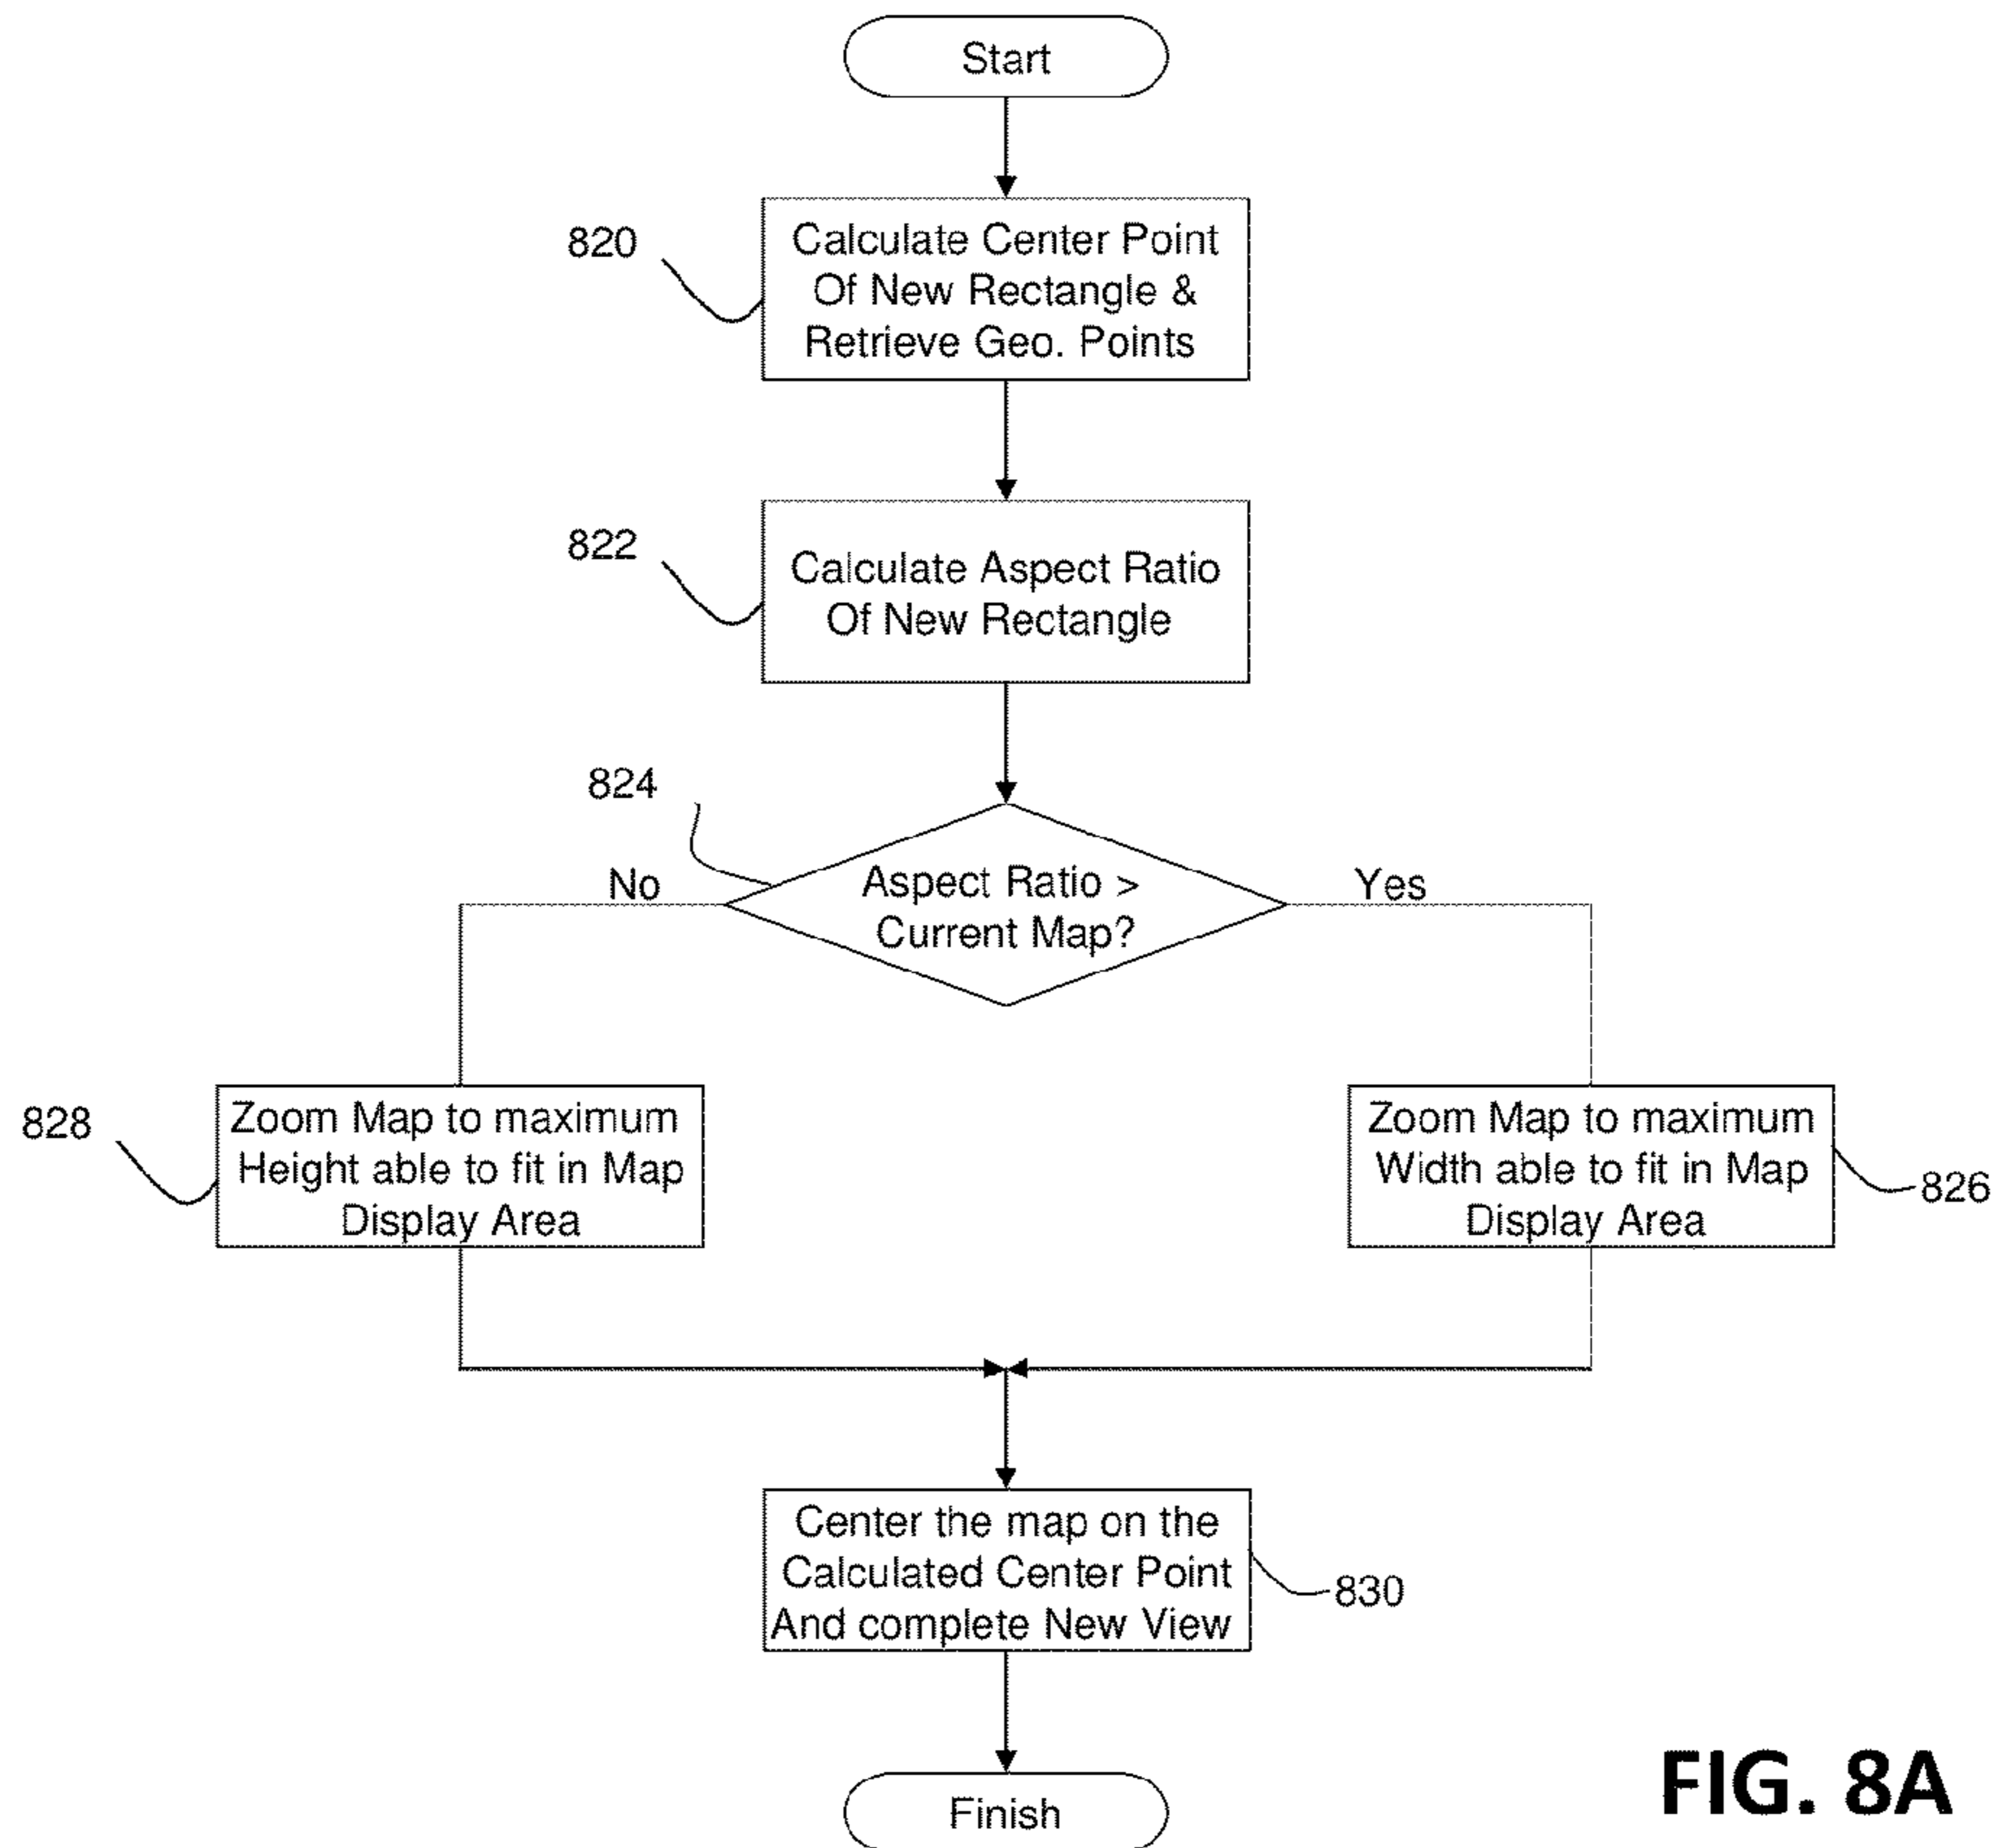 Start
820
Calculate Center Point
Of New Rectangle &
Retrieve Geo. Points
822
Calculate Aspect Ratio
Of New Rectangle
824
No
Aspect Ratio >
Current Map?
Yes
828
Zoom Map to maximum
Height able to fit in Map
Display Area
Zoom Map to maximum
Width able to fit in Map
Display Area
826
Center the map on the
Calculated Center Point
And complete New View
830
Finish
FIG. 8A